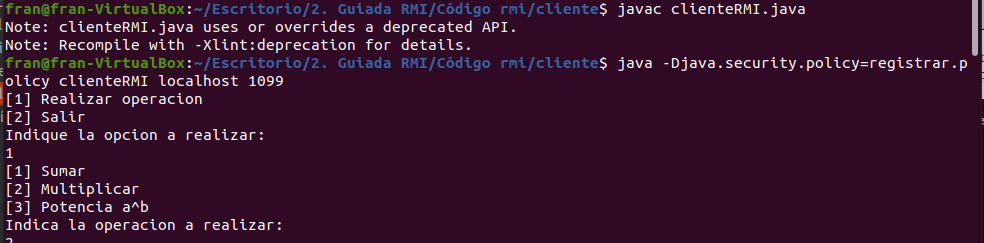 fran@fran-VirtualBox:~/Escritorio/2. Guiada RMI/Código rmi/cliente$ javac clienteRMI.java
Note: clienteRMI.java uses or overrides a deprecated API.
Note: Recompile with -Xlint:deprecation for details.
fran@fran-VirtualBox:~/Escritorio/2. Guiada RMI/Código rmi/cliente$ java -Djava.security.policy=registrar.p
olicy clienteRMI localhost 1099
[1] Realizar operacion
[2] Salir
Indique la opcion a realizar:
1
[1] Sumar
[2] Multiplicar
[3] Potencia a^b
Indica la operacion a realizar: